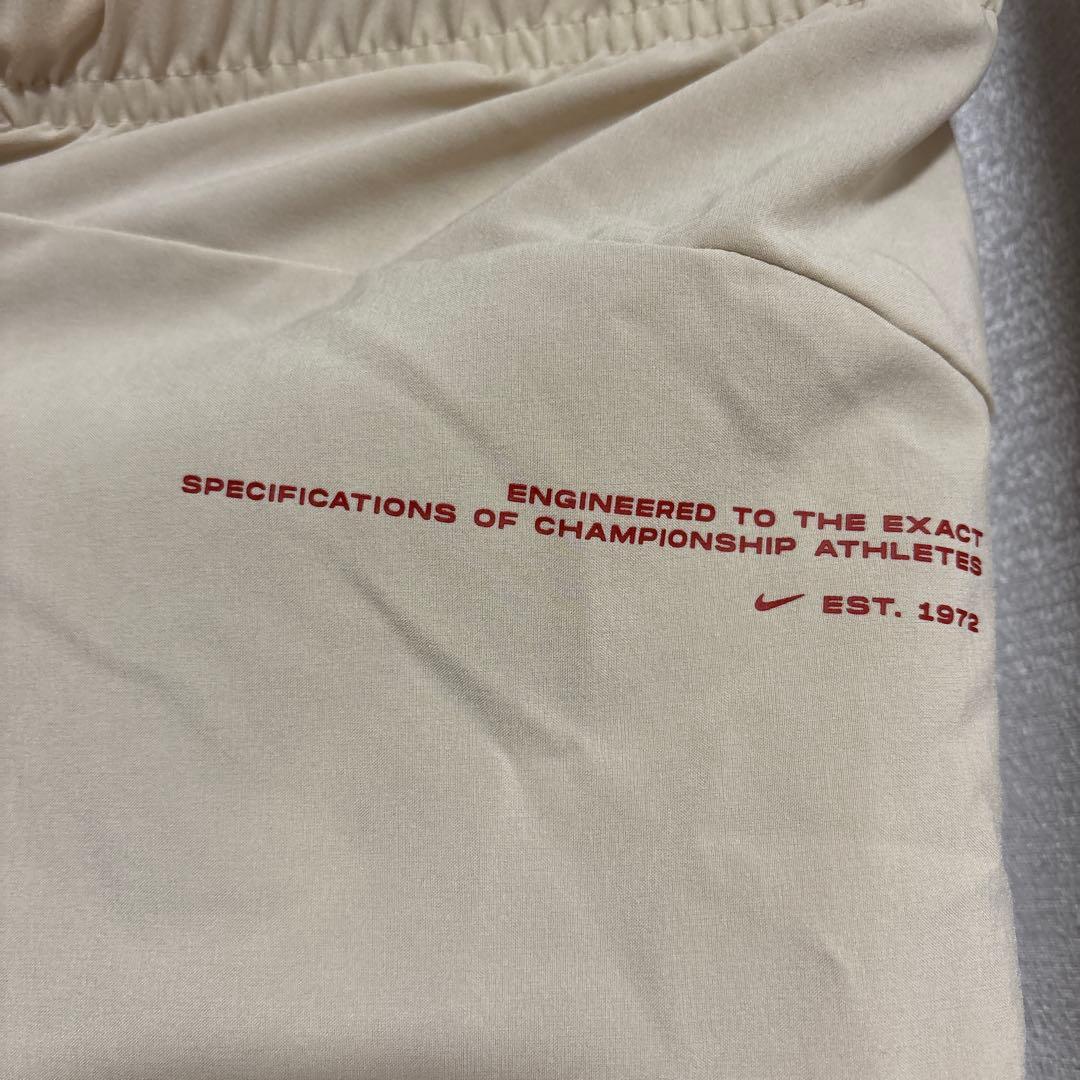 ENGINEERED TO THE EXACT
SPECIFICATIONS OF CHAMPIONSHIP ATHLETES
EST. 1972